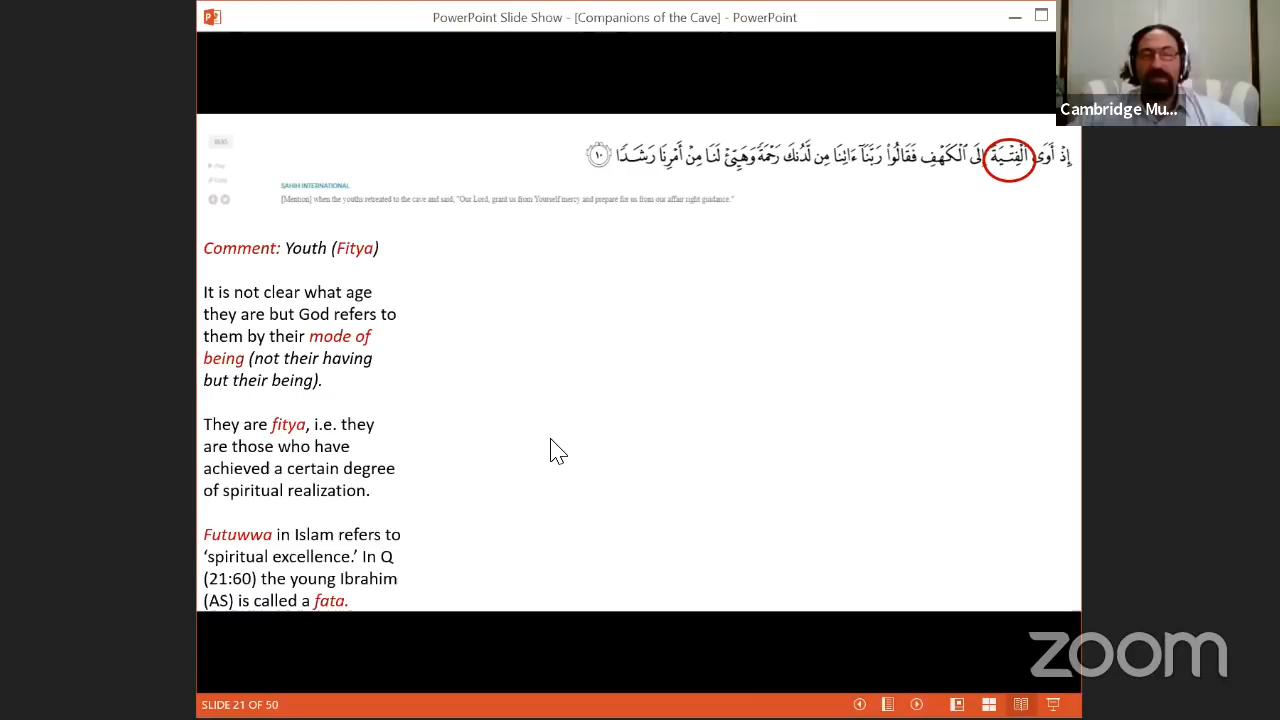 PowerPoint Slide Show - [Companions of the Cave] - PowerPoint
Cambridge Mu...
إِذْ أَوَى ٱلْفِتْيَةُ إِلَى ٱلْكَهْفِ فَقَالُوا۟ رَبَّنَآ ءَاتِنَا مِن لَّدُنكَ رَحْمَةً وَهَيِّئْ لَنَا مِنْ أَمْرِنَا رَشَدًا ١٠
SAHIH INTERNATIONAL
[Mention] when the youths retreated to the cave and said, "Our Lord, grant us from Yourself mercy and prepare for us from our affair right guidance."
Comment: Youth (Fitya)
It is not clear what age
they are but God refers to
them by their mode of
being (not their having
but their being).
They are fitya, i.e. they
are those who have
achieved a certain degree
of spiritual realization.
Futuwwa in Islam refers to
‘spiritual excellence.’ In Q
(21:60) the young Ibrahim
(AS) is called a fata.
zoom
SLIDE 21 OF 50